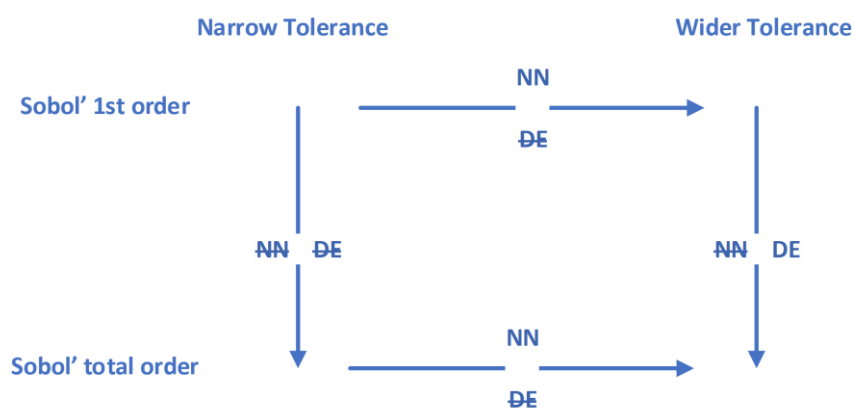 Narrow Tolerance Wider Tolerance
NN
Sobol’ 1st order
DE
NN DE NN DE
NN
Sobol’ total order
DE